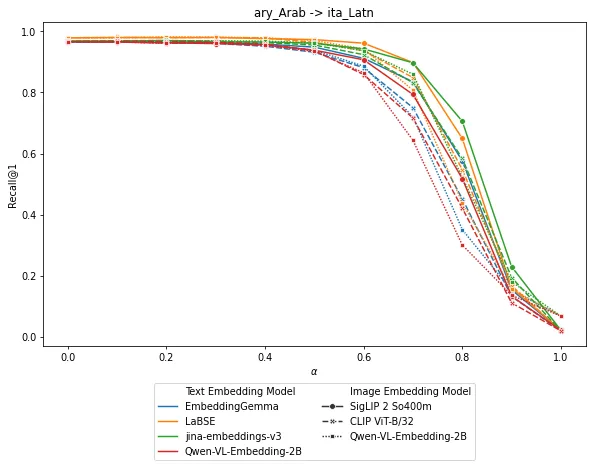 ary_Arab -> ita_Latn
Recall@1
1.0
0.8
0.6
0.4
0.2
0.0
0.0 0.2 0.4 0.6 0.8 1.0
α
Text Embedding Model Image Embedding Model
EmbeddingGemma SigLIP 2 So400m
LaBSE CLIP ViT-B/32
jina-embeddings-v3 Qwen-VL-Embedding-2B
Qwen-VL-Embedding-2B